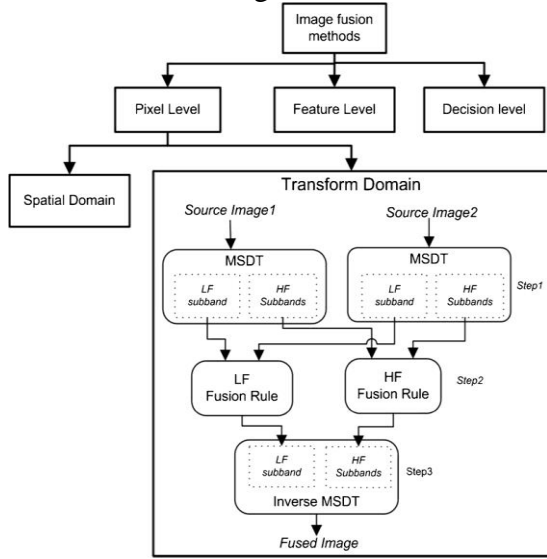 Image fusion
methods
Pixel Level
Feature Level
Decision level
Spatial Domain
Transform Domain
Source Image1
Source Image2
MSDT
LF
subband
HF
Subbands
MSDT
LF
subband
HF
Subbands
Step1
LF
Fusion Rule
HF
Fusion Rule
Step2
LF
subband
HF
Subbands
Step3
Inverse MSDT
Fused Image